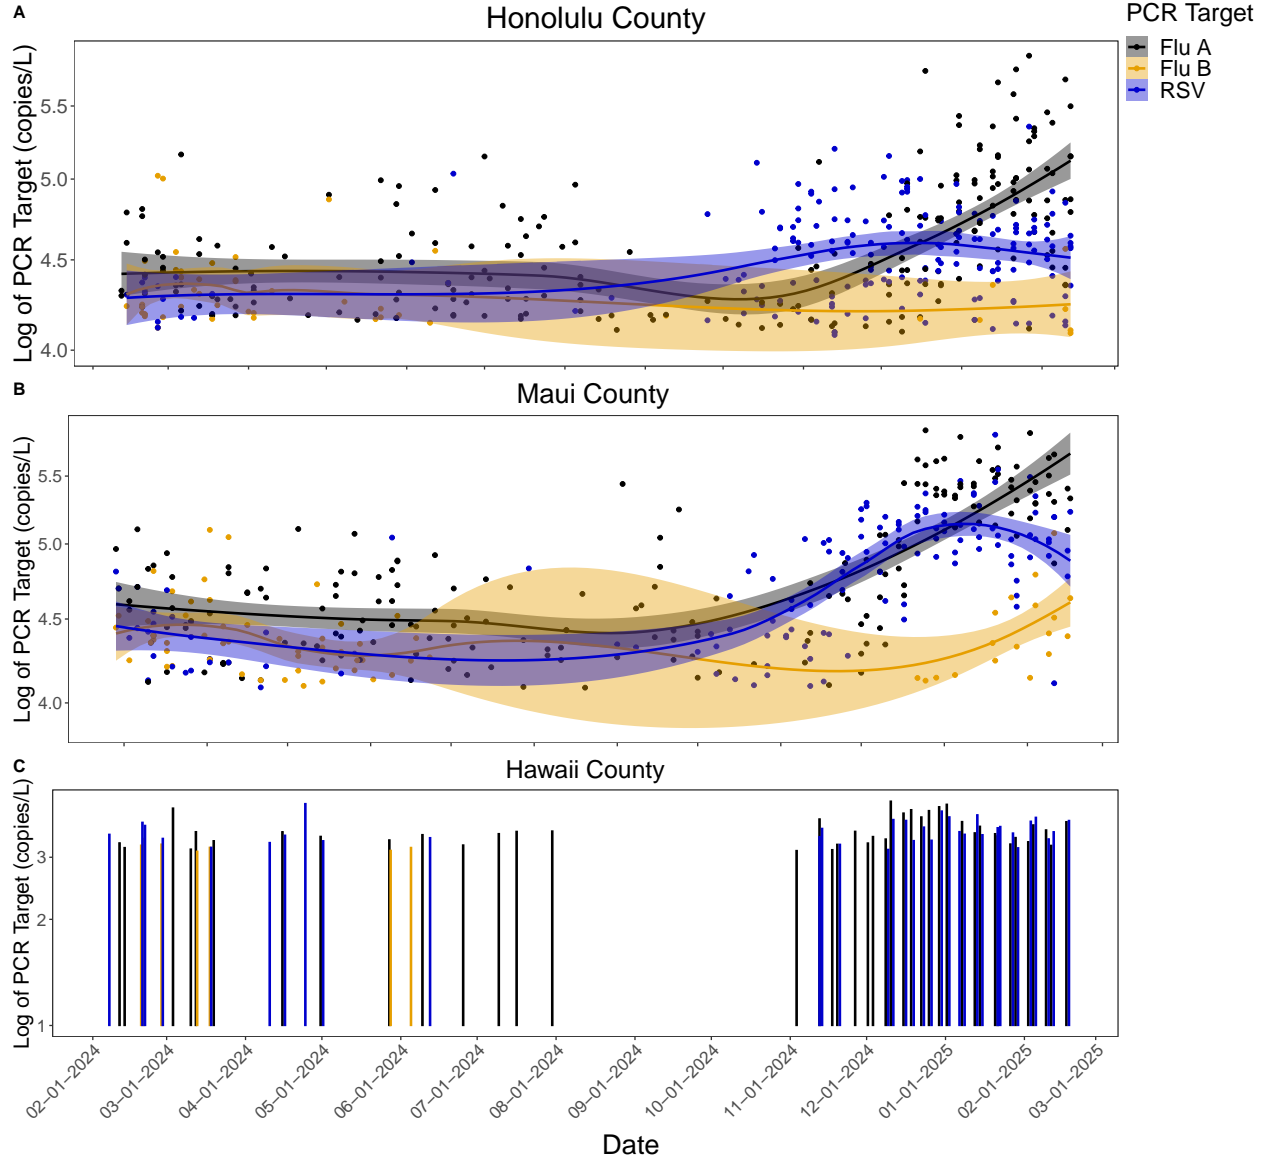 A
Honolulu County
PCR Target
Flu A
Flu B
RSV
Log of PCR Target (copies/L)
5.5
5.0
4.5
4.0
B
Maui County
Log of PCR Target (copies/L)
5.5
5.0
4.5
4.0
C
Hawaii County
Log of PCR Target (copies/L)
3
2
1
02−01−2024
03−01−2024
04−01−2024
05−01−2024
06−01−2024
07−01−2024
08−01−2024
09−01−2024
10−01−2024
11−01−2024
12−01−2024
01−01−2025
02−01−2025
03−01−2025
Date